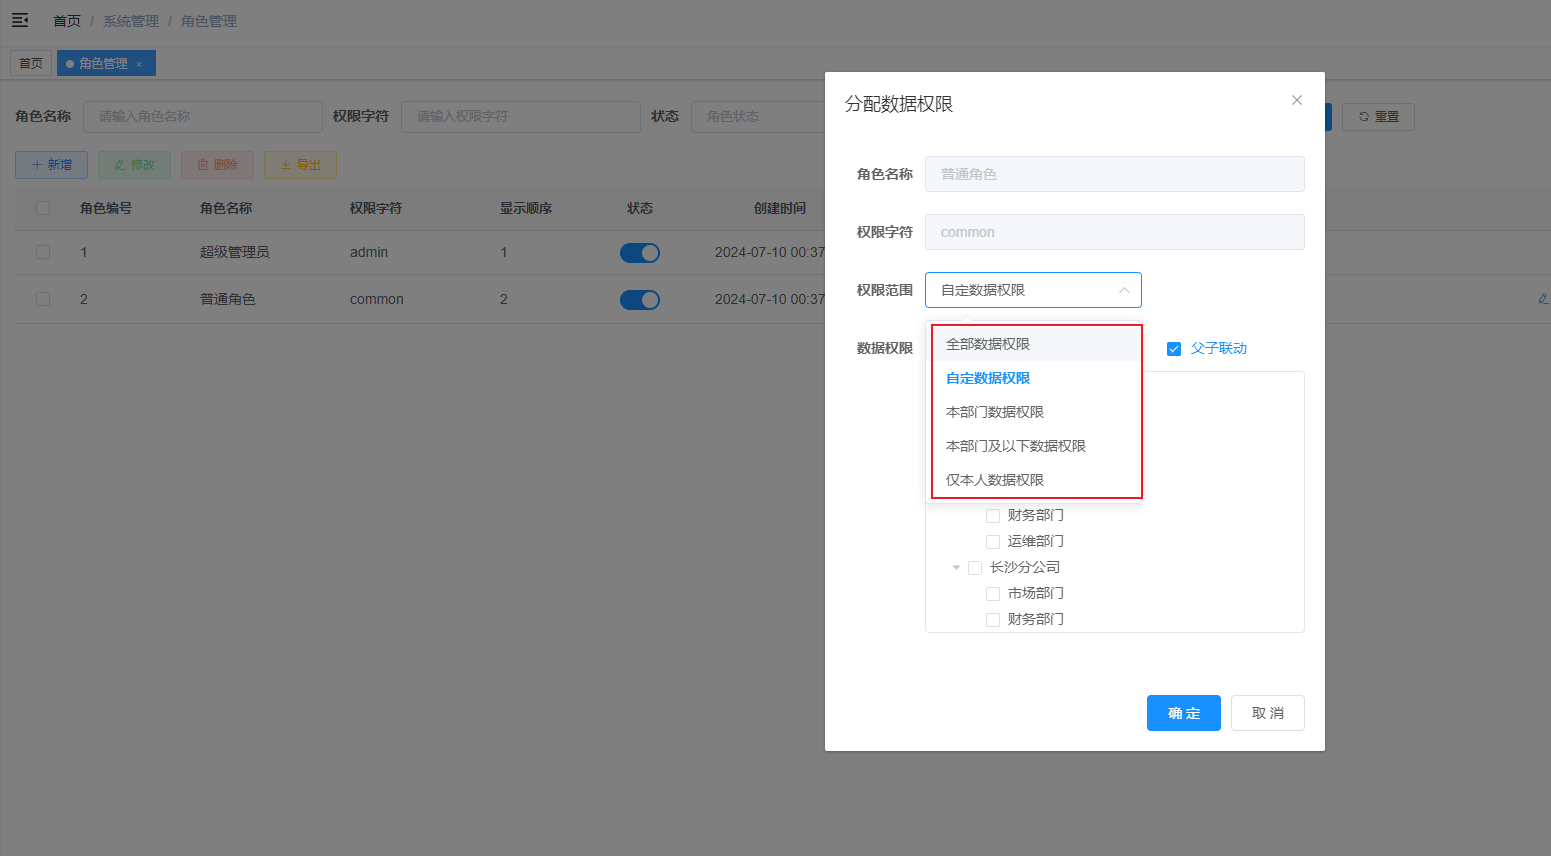 首页 / 系统管理 / 角色管理
首页 角色管理 ×
角色名称 请输入角色名称 权限字符 请输入权限字符 状态 角色状态 重置
新增 修改 删除 导出
角色编号 角色名称 权限字符 显示顺序 状态 创建时间
1 超级管理员 admin 1 2024-07-10 00:37
2 普通角色 common 2 2024-07-10 00:37
分配数据权限
角色名称 普通角色
权限字符 common
权限范围 自定数据权限
数据权限 父子联动
全部数据权限
自定数据权限
本部门数据权限
本部门及以下数据权限
仅本人数据权限
财务部门
运维部门
长沙分公司
市场部门
财务部门
确 定 取 消